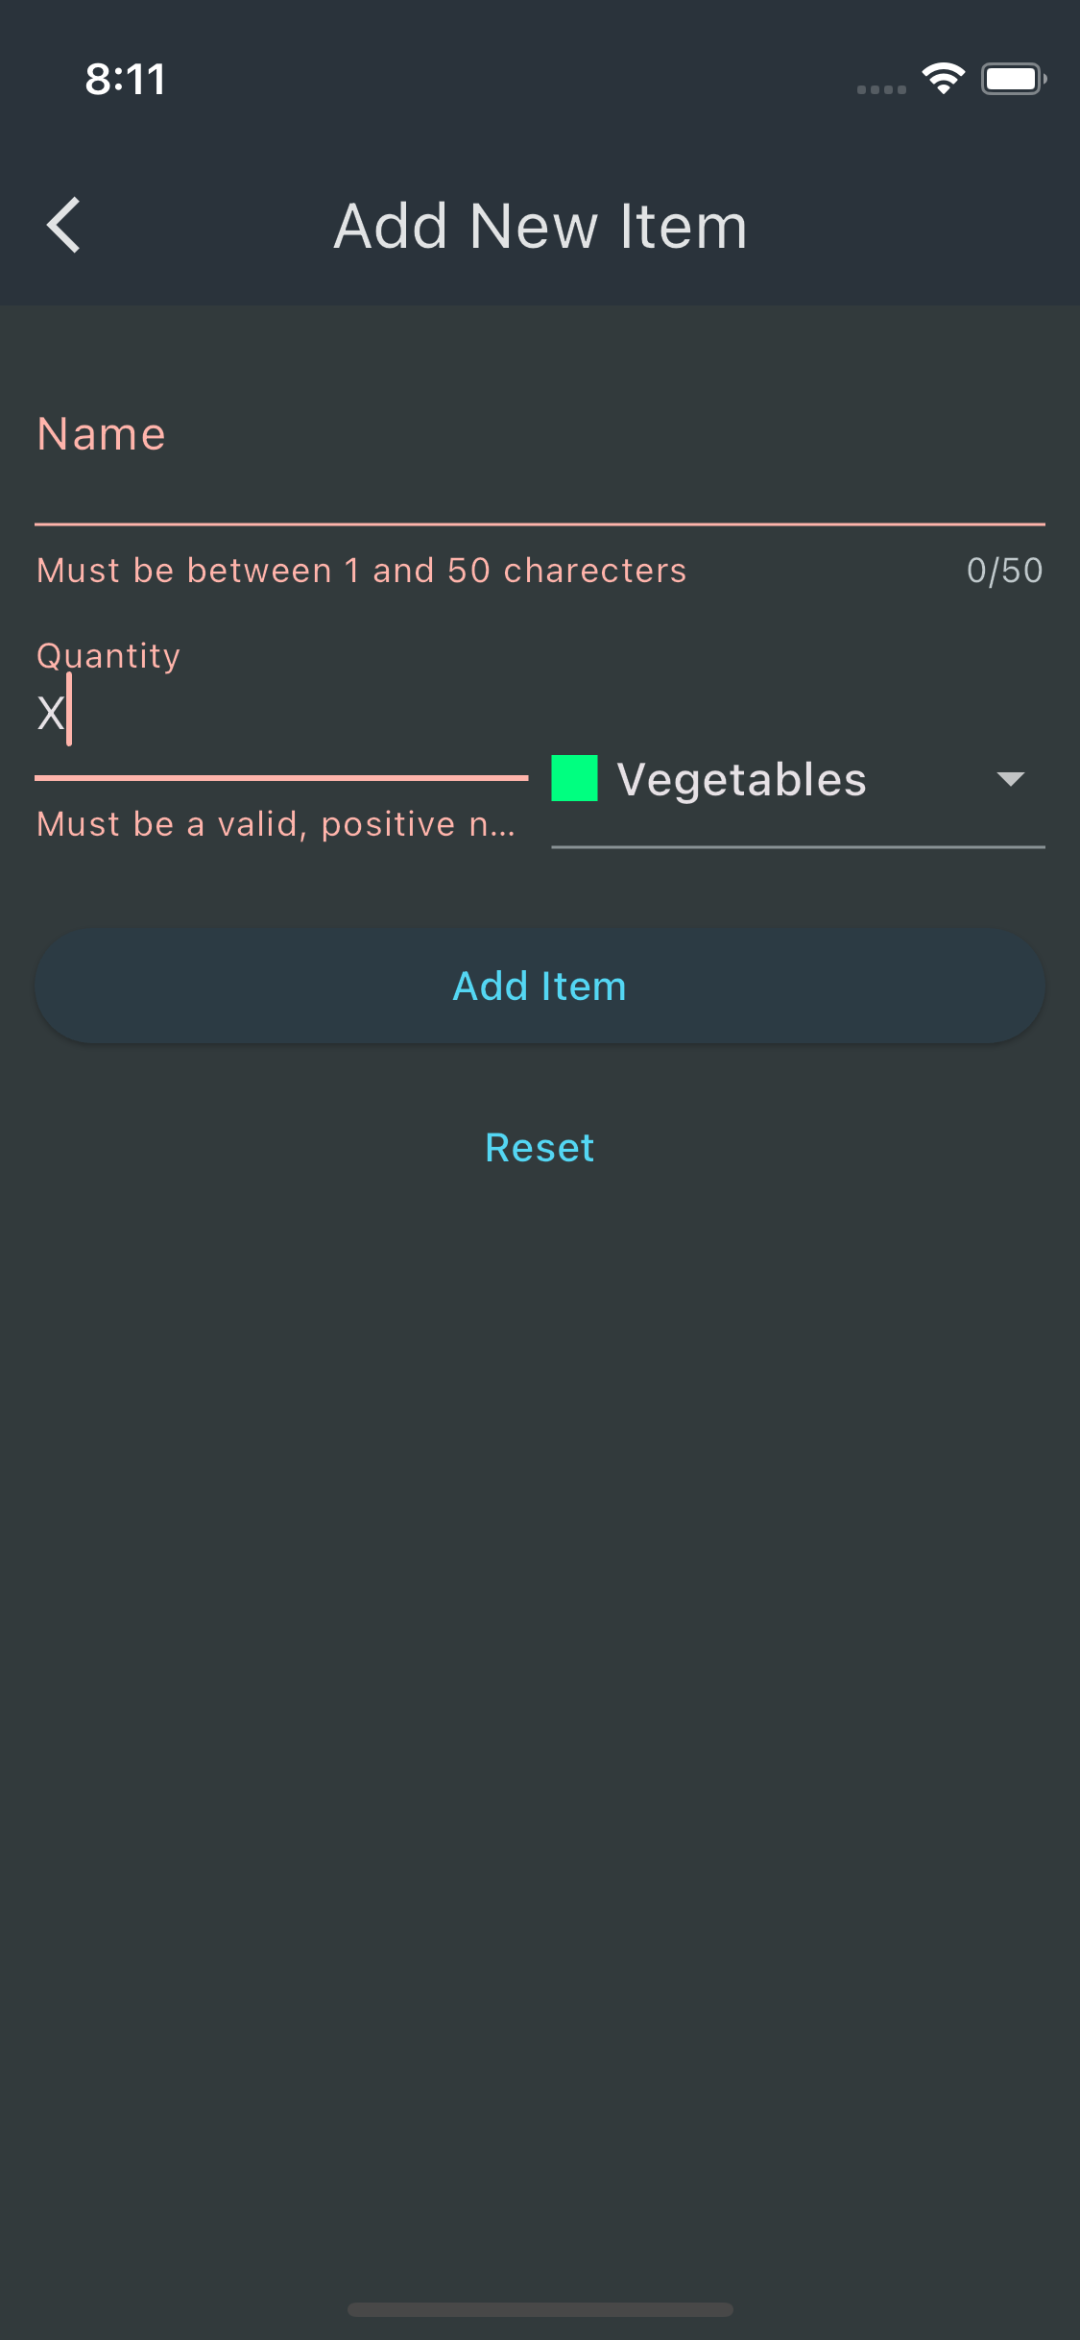 8:11
Add New Item
Name
Must be between 1 and 50 charecters 0/50
Quantity
X
Vegetables
Must be a valid, positive n...
Add Item
Reset